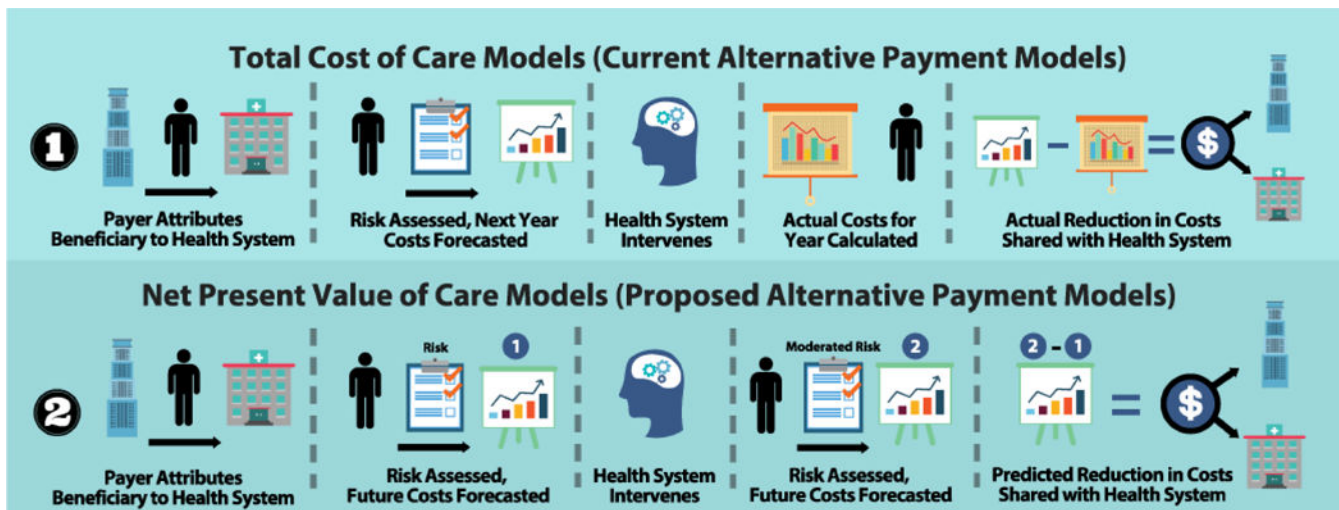 Total Cost of Care Models (Current Alternative Payment Models)
1
Payer Attributes
Beneficiary to Health System
Risk Assessed, Next Year
Costs Forecasted
Health System
Intervenes
Actual Costs for
Year Calculated
– = $
Actual Reduction in Costs
Shared with Health System
Net Present Value of Care Models (Proposed Alternative Payment Models)
2
Payer Attributes
Beneficiary to Health System
Risk
1
Risk Assessed,
Future Costs Forecasted
Health System
Intervenes
Moderated Risk
2
Risk Assessed,
Future Costs Forecasted
2 – 1
= $
Predicted Reduction in Costs
Shared with Health System